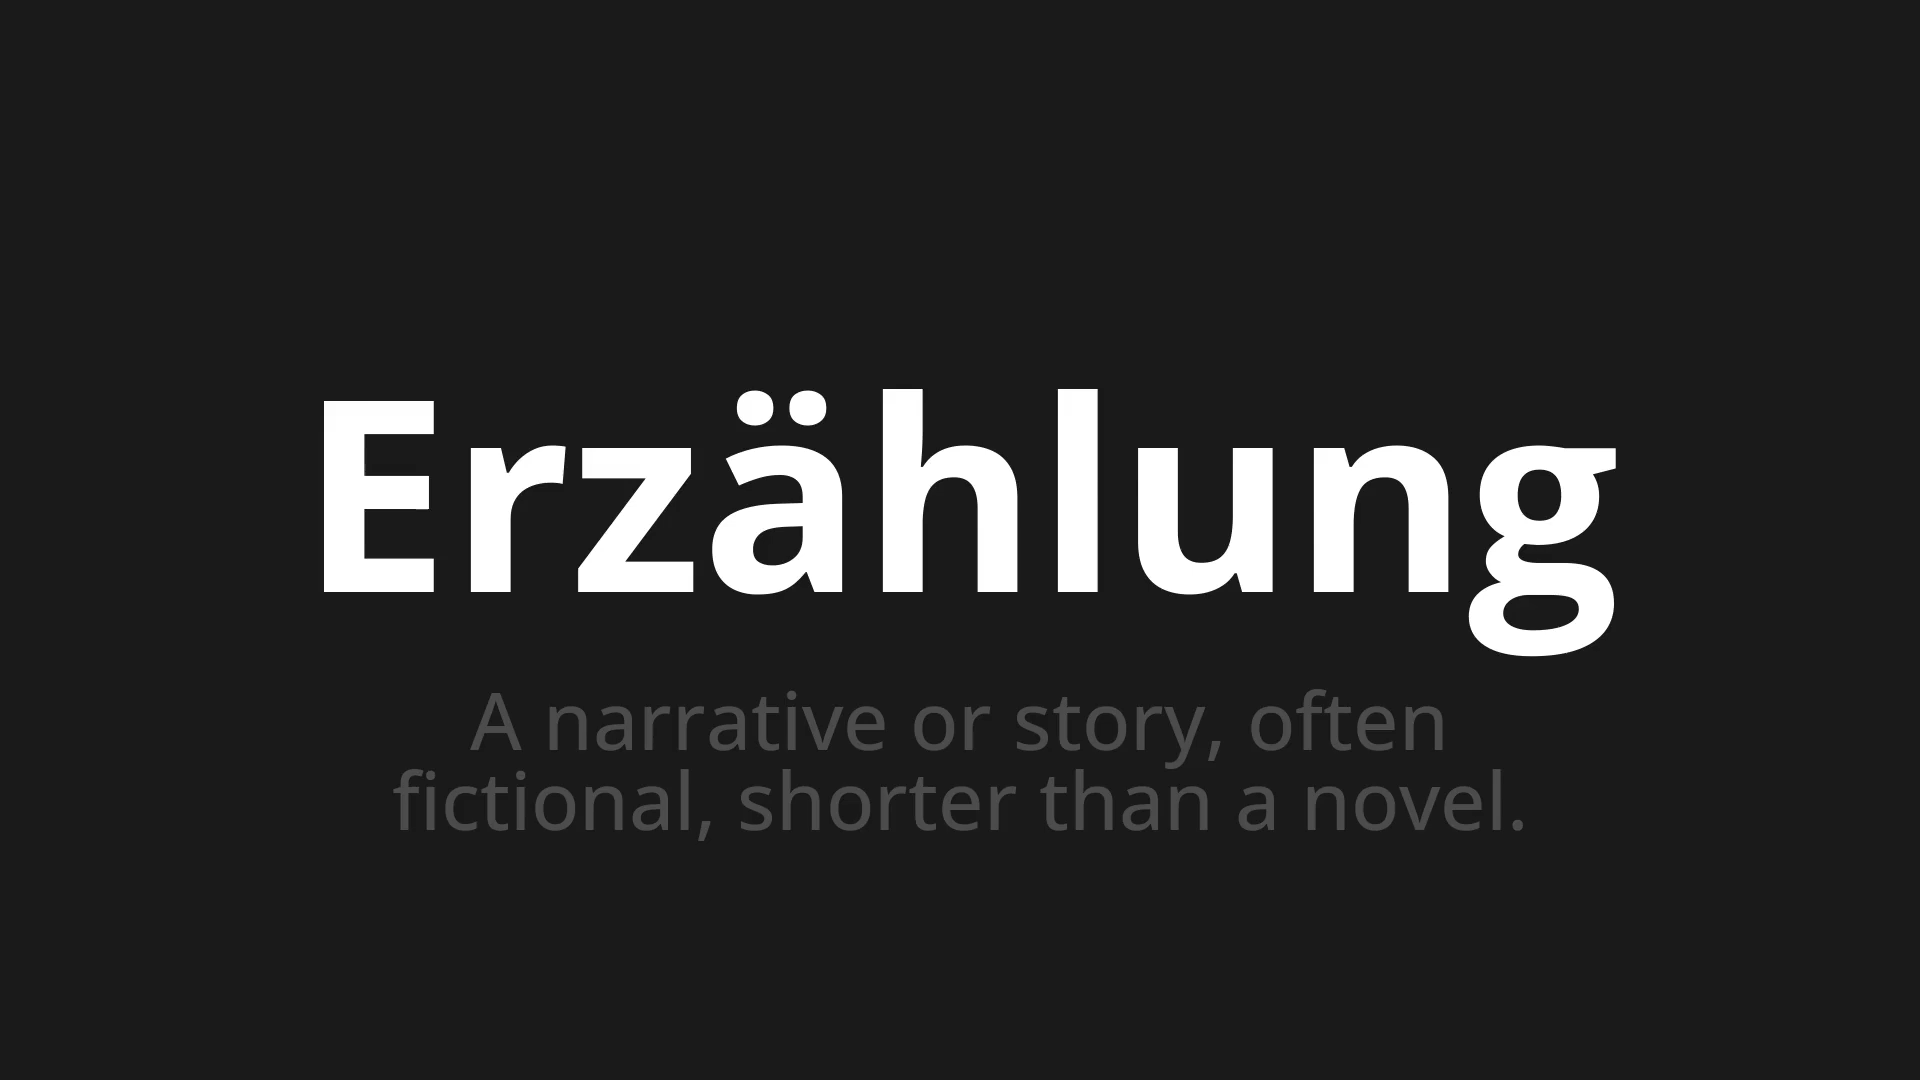 Erzählung
A narrative or story, often
fictional, shorter than a novel.